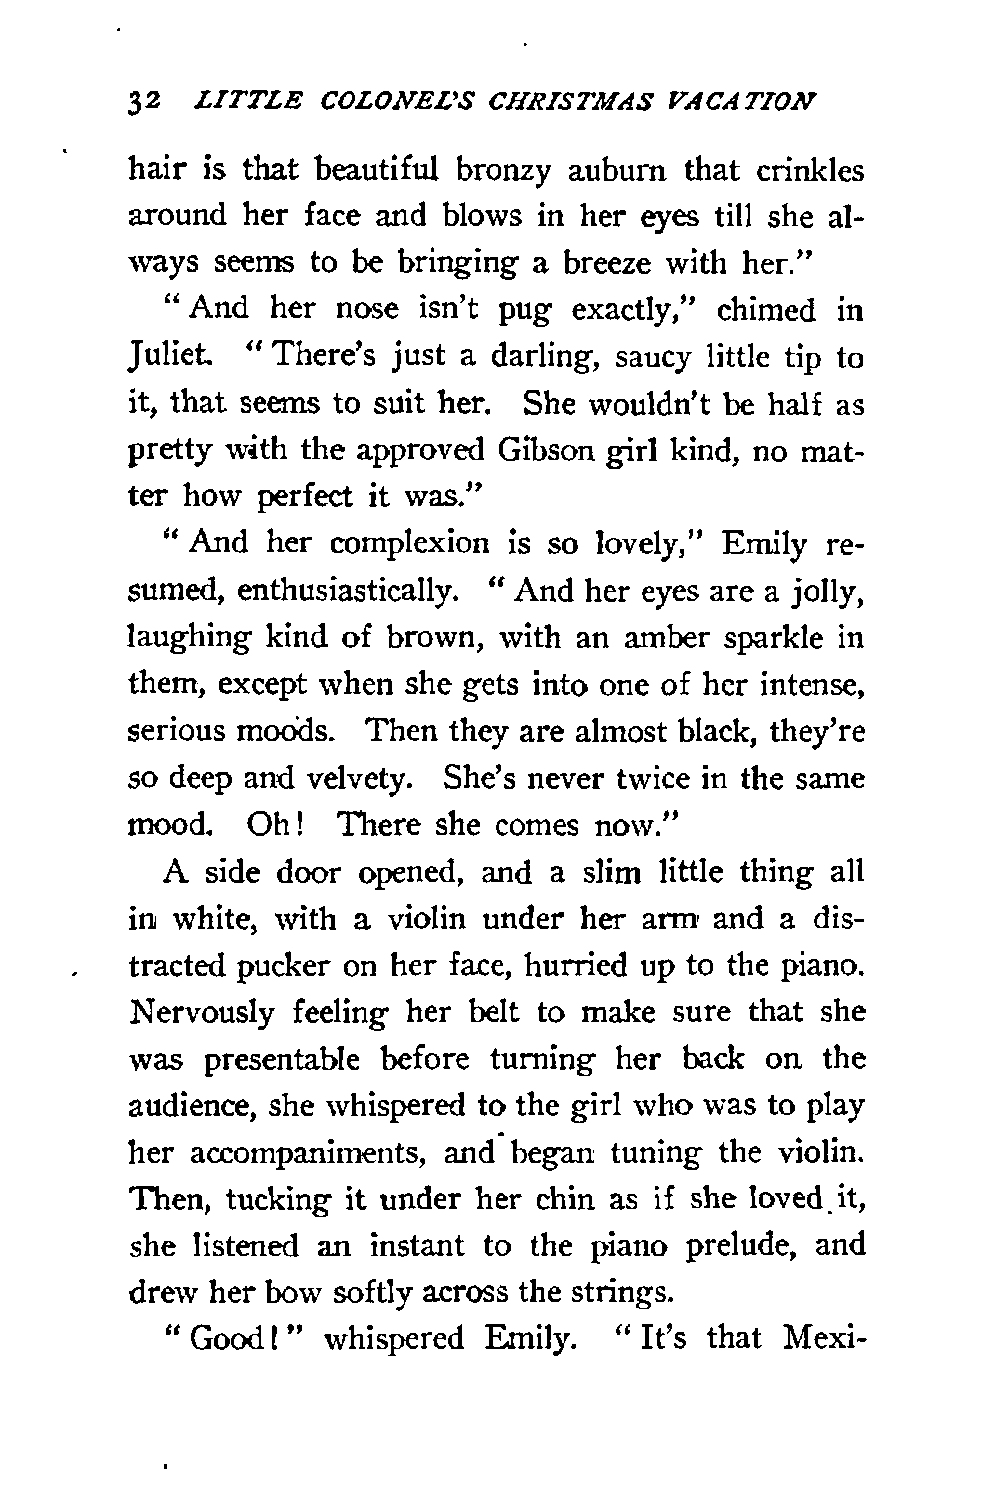 32 LITTLE COLONEL'S CHRISTMAS VACATION
hair is that beautiful bronzy auburn that crinkles
around her face and blows in her eyes till she al-
ways seems to be bringing a breeze with her."
" And her nose isn't pug exactly," chimed in
Juliet. " There's just a darling, saucy little tip to
it, that seems to suit her. She wouldn't be half as
pretty with the approved Gibson girl kind, no mat-
ter how perfect it was."
" And her complexion is so lovely," Emily re-
sumed, enthusiastically. " And her eyes are a jolly,
laughing kind of brown, with an amber sparkle in
them, except when she gets into one of her intense,
serious moods. Then they are almost black, they're
so deep and velvety. She's never twice in the same
mood. Oh! There she comes now."
A side door opened, and a slim little thing all
in white, with a violin under her arm and a dis-
tracted pucker on her face, hurried up to the piano.
Nervously feeling her belt to make sure that she
was presentable before turning her back on the
audience, she whispered to the girl who was to play
her accompaniments, and began tuning the violin.
Then, tucking it under her chin as if she loved it,
she listened an instant to the piano prelude, and
drew her bow softly across the strings.
" Good!" whispered Emily. " It's that Mexi-